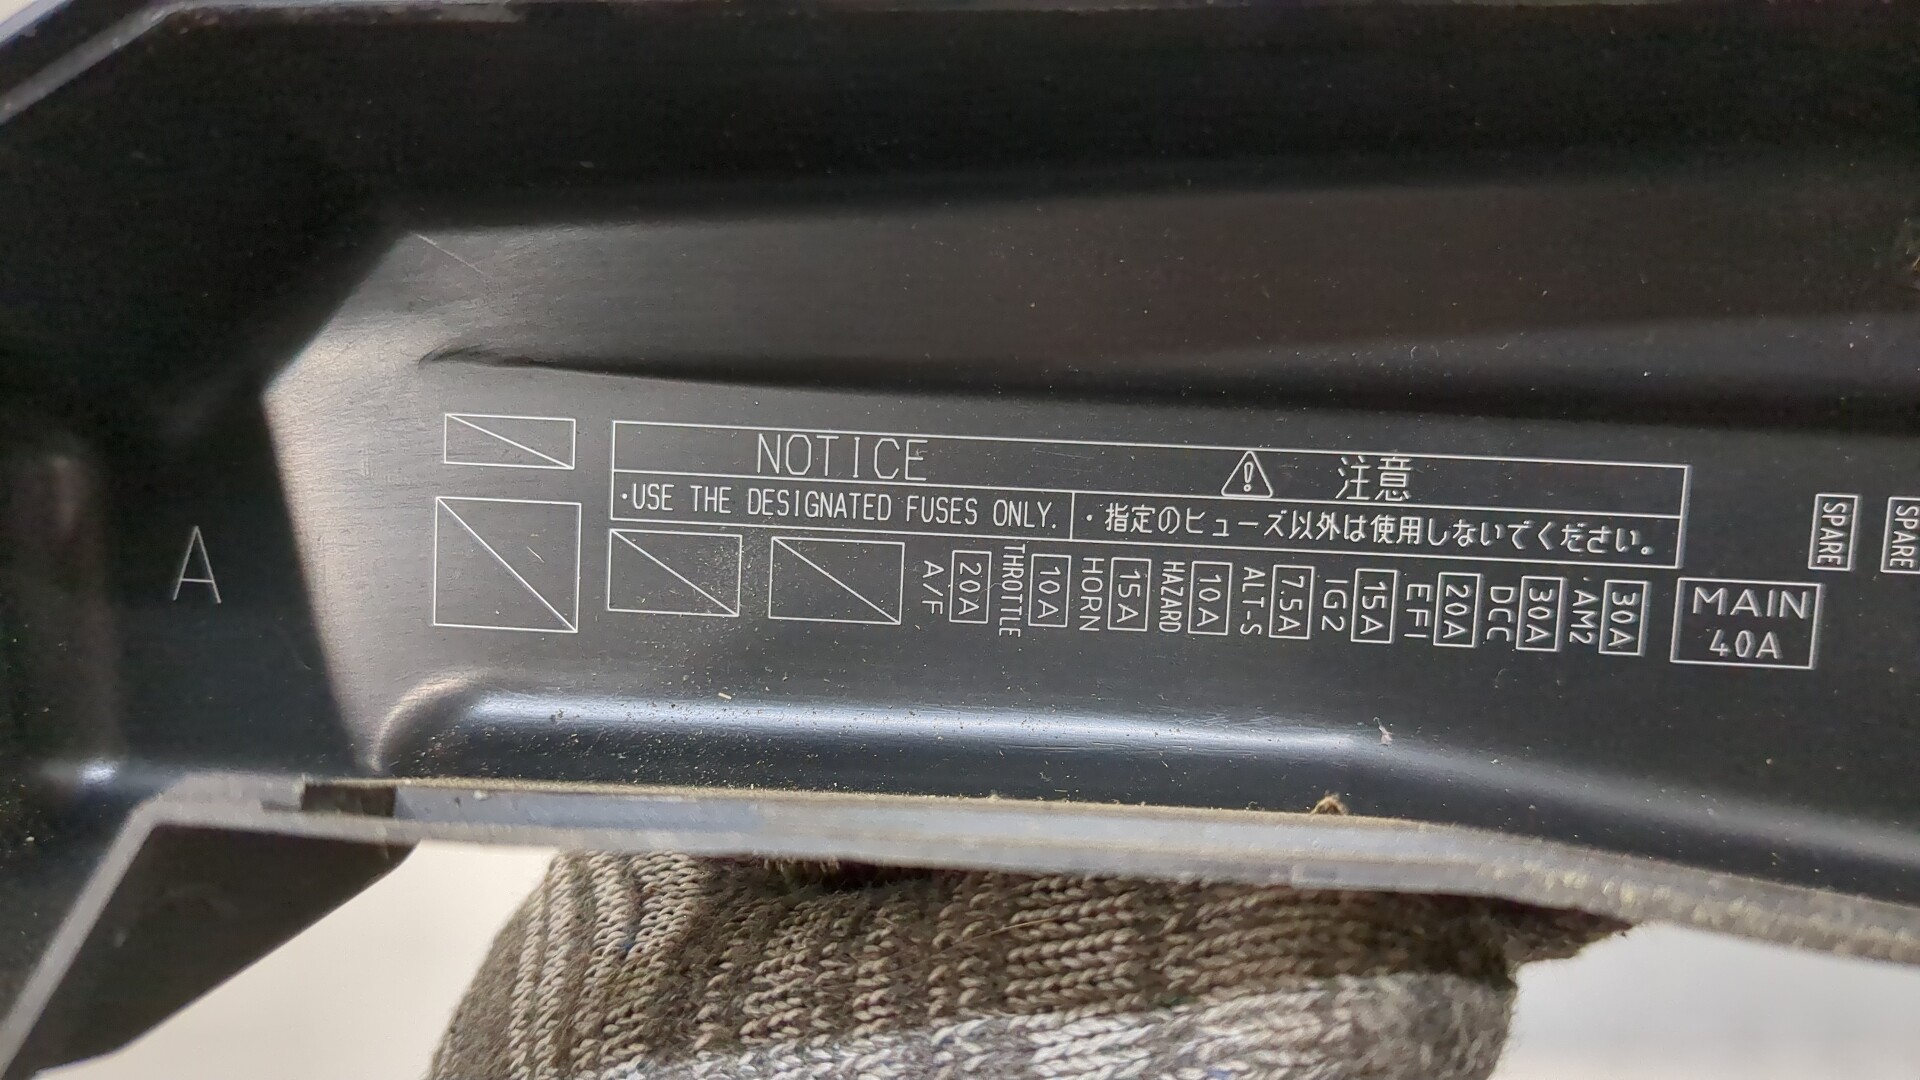 NOTICE
⚠ 注意
・USE THE DESIGNATED FUSES ONLY.
・指定のヒューズ以外は使用しないでください。
A
A/F
20A
THROTTLE
10A
HORN
15A
HAZARD
10A
ALT-S
7.5A
IG2
15A
EFI
20A
DCC
30A
AM2
30A
MAIN
40A
SPARE
SPARE